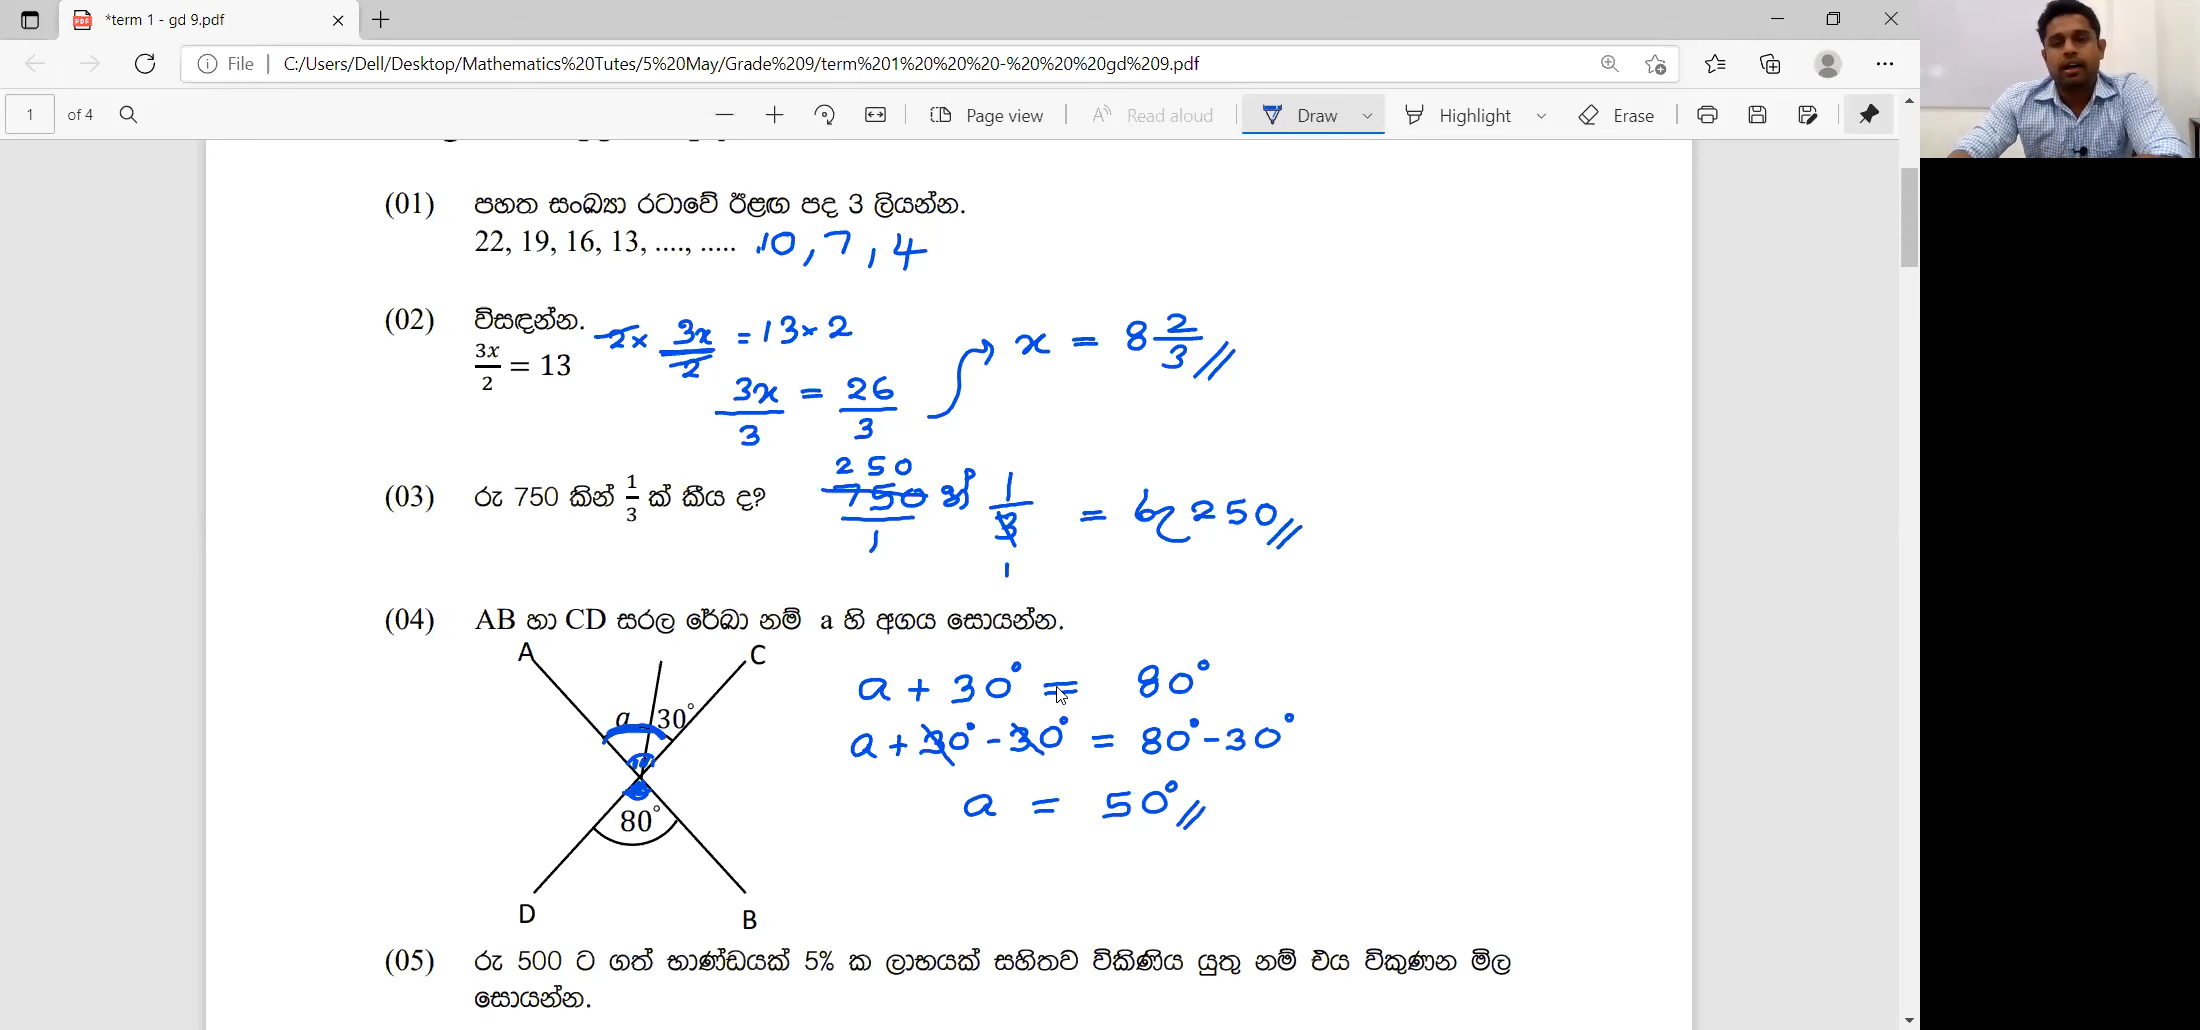 *term 1 - gd 9.pdf
File
C:/Users/Dell/Desktop/Mathematics%20Tutes/5%20May/Grade%209/term%201%20%20%20-%20%20%20gd%209.pdf
1 of 4
Page view
Read aloud
Draw
Highlight
Erase
(01) පහත සංඛ්‍යා රටාවේ ඊළඟ පද 3 ලියන්න.
22, 19, 16, 13, ...., ..... 10, 7, 4
(02) විසඳන්න.
3x/2 = 13
2 × 3x/2 = 13 × 2
3x/3 = 26/3
x = 8 2/3 //
(03) රු 750 කින් 1/3 ක් කීය ද?
250
750/1 න් 1/3 = රු 250 //
1
(04) AB හා CD සරල රේඛා නම් a හි අගය සොයන්න.
A
C
a 30°
80°
D
B
a + 30° = 80°
a + 30° - 30° = 80° - 30°
a = 50° //
(05) රු 500 ට ගත් භාණ්ඩයක් 5% ක ලාභයක් සහිතව විකිණිය යුතු නම් එය විකුණන මිල
සොයන්න.